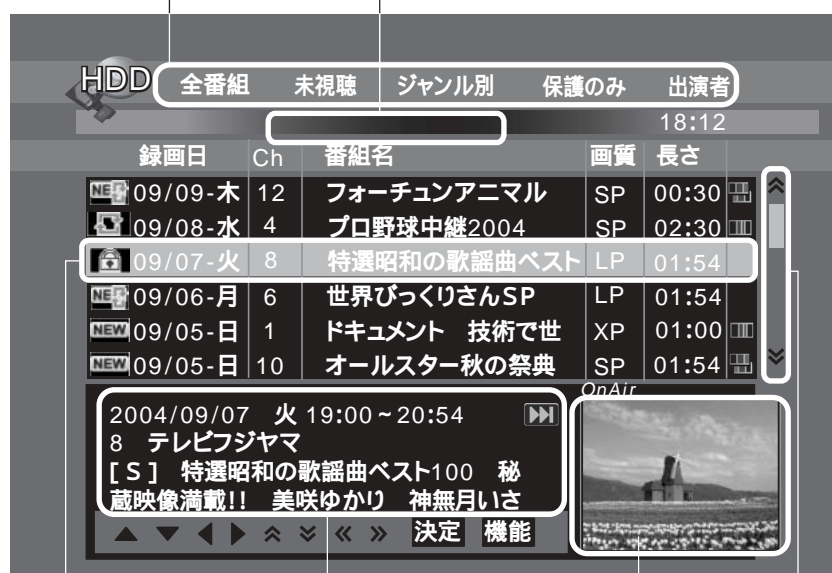 HDD 全番組 未視聴 ジャンル別 保護のみ 出演者
18:12
録画日 Ch 番組名 画質 長さ
NEW 09/09-木 12 フォーチュンアニマル SP 00:30
09/08-水 4 プロ野球中継2004 SP 02:30
09/07-火 8 特選昭和の歌謡曲ベスト LP 01:54
NEW 09/06-月 6 世界びっくりさんSP LP 01:54
NEW 09/05-日 1 ドキュメント 技術で世 XP 01:00
NEW 09/05-日 10 オールスター秋の祭典 SP 01:54
OnAir
2004/09/07 火 19:00~20:54
8 テレビフジヤマ
[S] 特選昭和の歌謡曲ベスト100 秘
蔵映像満載!! 美咲ゆかり 神無月いさ
決定 機能